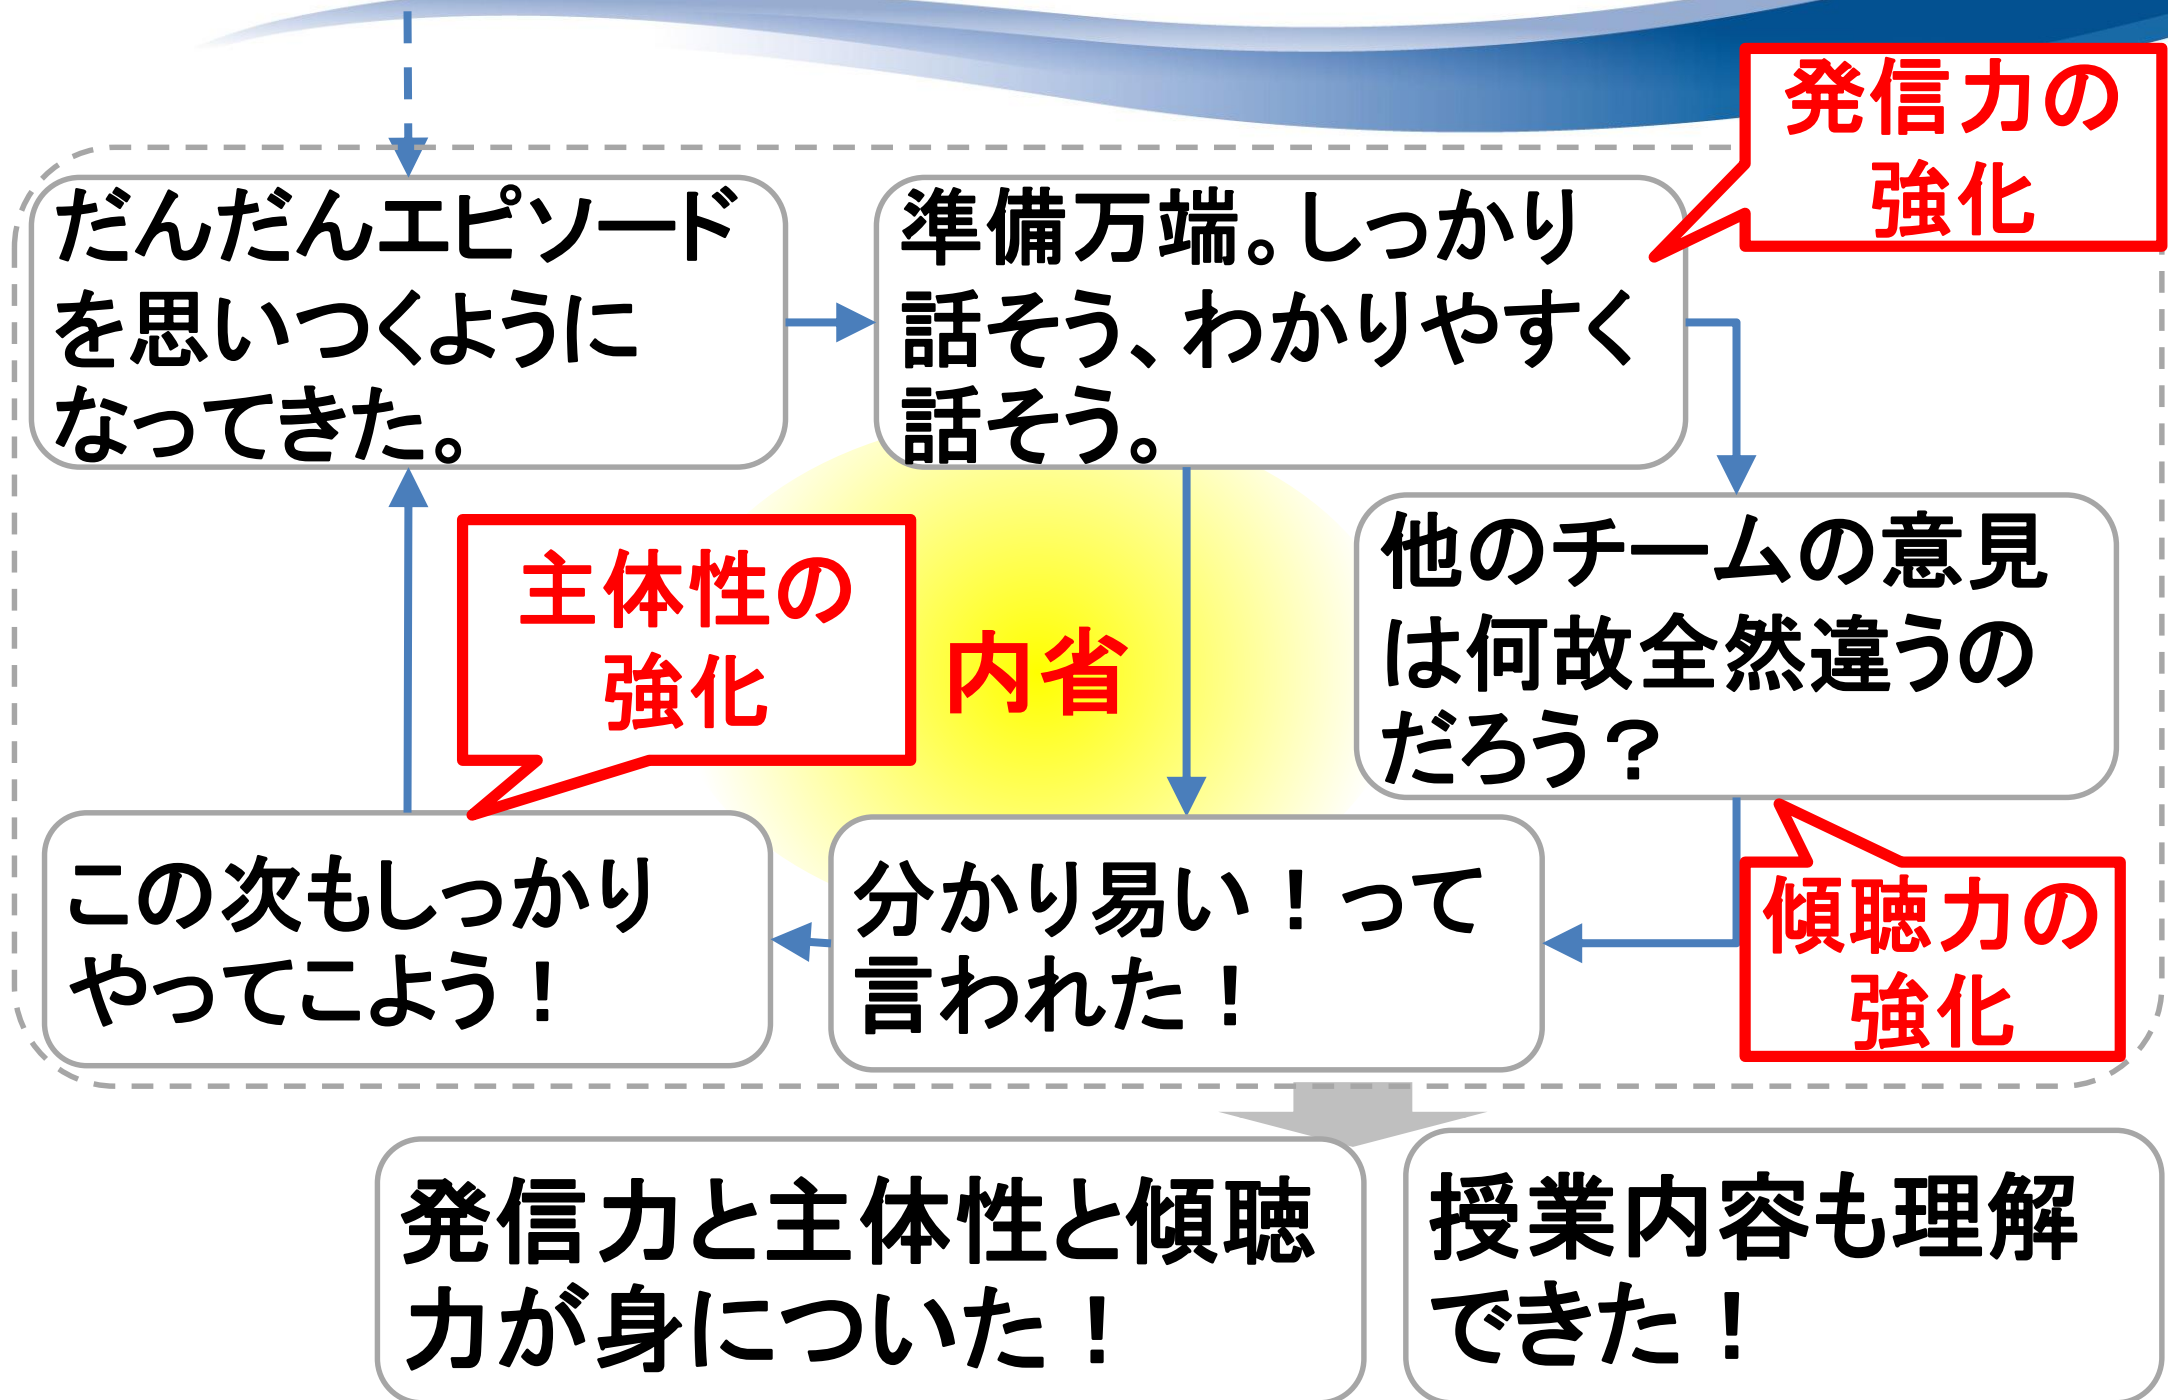 発信力の
強化
だんだんエピソード
を思いつくように
なってきた。
準備万端。しっかり
話そう、わかりやすく
話そう。
主体性の
強化
内省
他のチームの意見
は何故全然違うの
だろう？
この次もしっかり
やってこよう！
分かり易い！って
言われた！
傾聴力の
強化
発信力と主体性と傾聴
力が身についた！
授業内容も理解
できた！